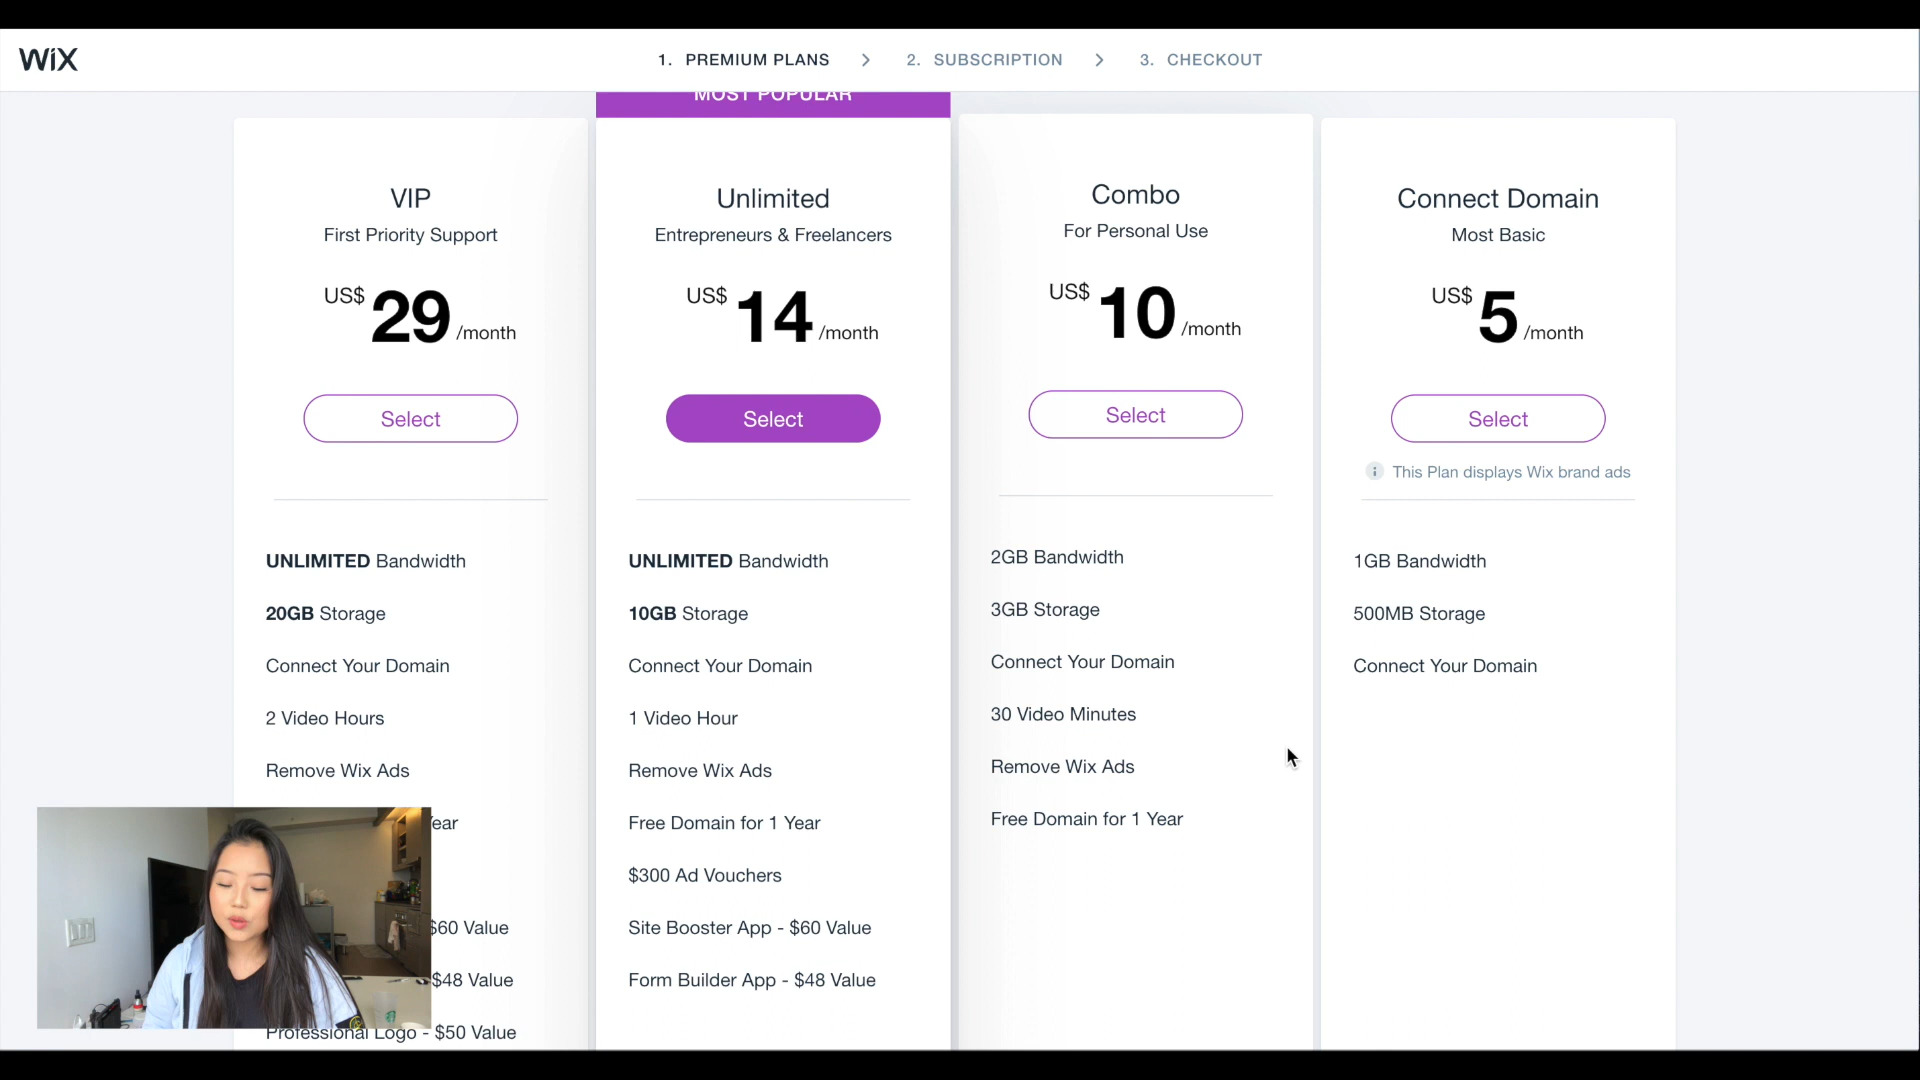 WiX
1. PREMIUM PLANS > 2. SUBSCRIPTION > 3. CHECKOUT
MOST POPULAR
VIP
First Priority Support
US$ 29 /month
Select
UNLIMITED Bandwidth
20GB Storage
Connect Your Domain
2 Video Hours
Remove Wix Ads
$60 Value
$48 Value
Professional Logo - $50 Value
Unlimited
Entrepreneurs & Freelancers
US$ 14 /month
Select
UNLIMITED Bandwidth
10GB Storage
Connect Your Domain
1 Video Hour
Remove Wix Ads
Free Domain for 1 Year
$300 Ad Vouchers
Site Booster App - $60 Value
Form Builder App - $48 Value
Combo
For Personal Use
US$ 10 /month
Select
2GB Bandwidth
3GB Storage
Connect Your Domain
30 Video Minutes
Remove Wix Ads
Free Domain for 1 Year
Connect Domain
Most Basic
US$ 5 /month
Select
This Plan displays Wix brand ads
1GB Bandwidth
500MB Storage
Connect Your Domain